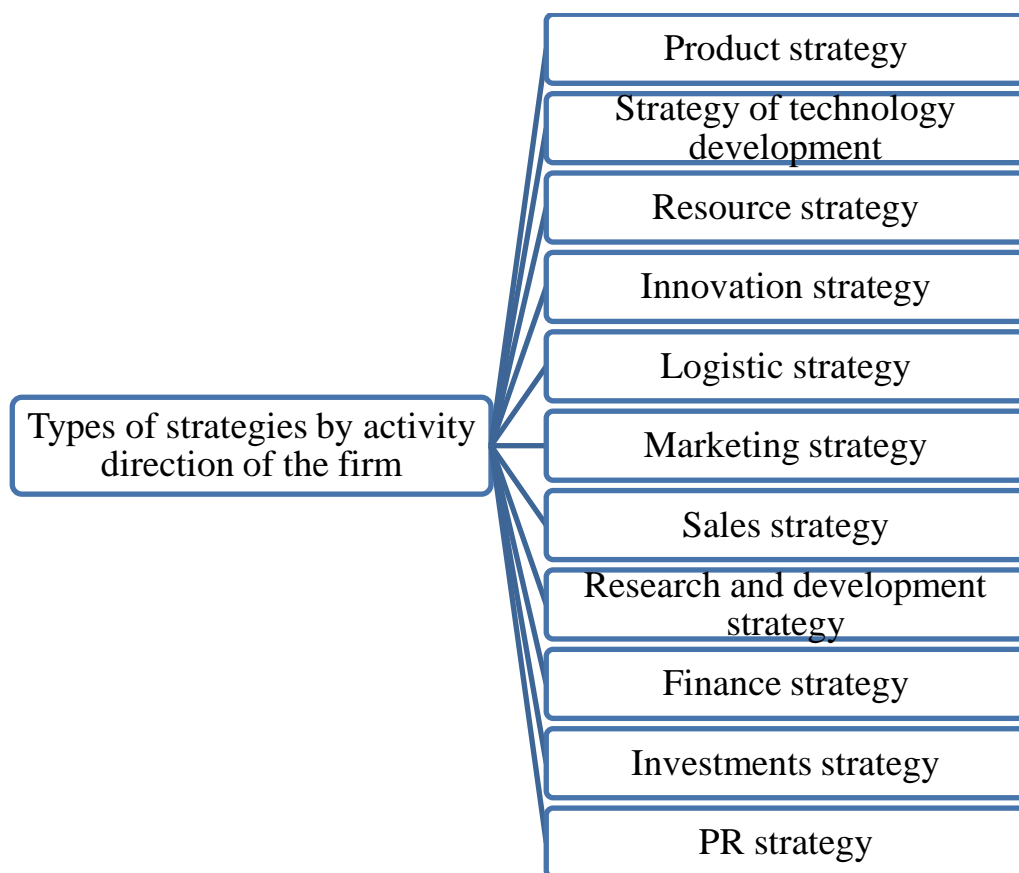 Product strategy
Strategy of technology
development
Resource strategy
Innovation strategy
Logistic strategy
Types of strategies by activity
direction of the firm
Marketing strategy
Sales strategy
Research and development
strategy
Finance strategy
Investments strategy
PR strategy